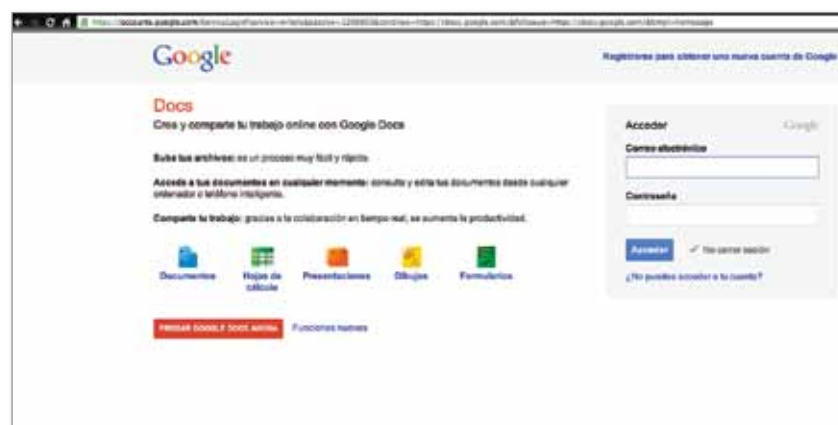 Google
Regístrese para obtener una nueva cuenta de Google
Docs
Crea y comparte tu trabajo online con Google Docs
Sube tus archivos: es un proceso muy fácil y rápido.
Accede a tus documentos en cualquier momento: consulta y edita tus documentos desde cualquier
ordenador o teléfono inteligente.
Comparte tu trabajo: gracias a la colaboración en tiempo real, se aumenta la productividad.
Documentos
Hojas de
cálculo
Presentaciones
Dibujos
Formularios
PROBAR GOOGLE DOCS AHORA
Funciones nuevas
Acceder
Google
Correo electrónico
Contraseña
Acceder
No cerrar sesión
¿No puedes acceder a tu cuenta?